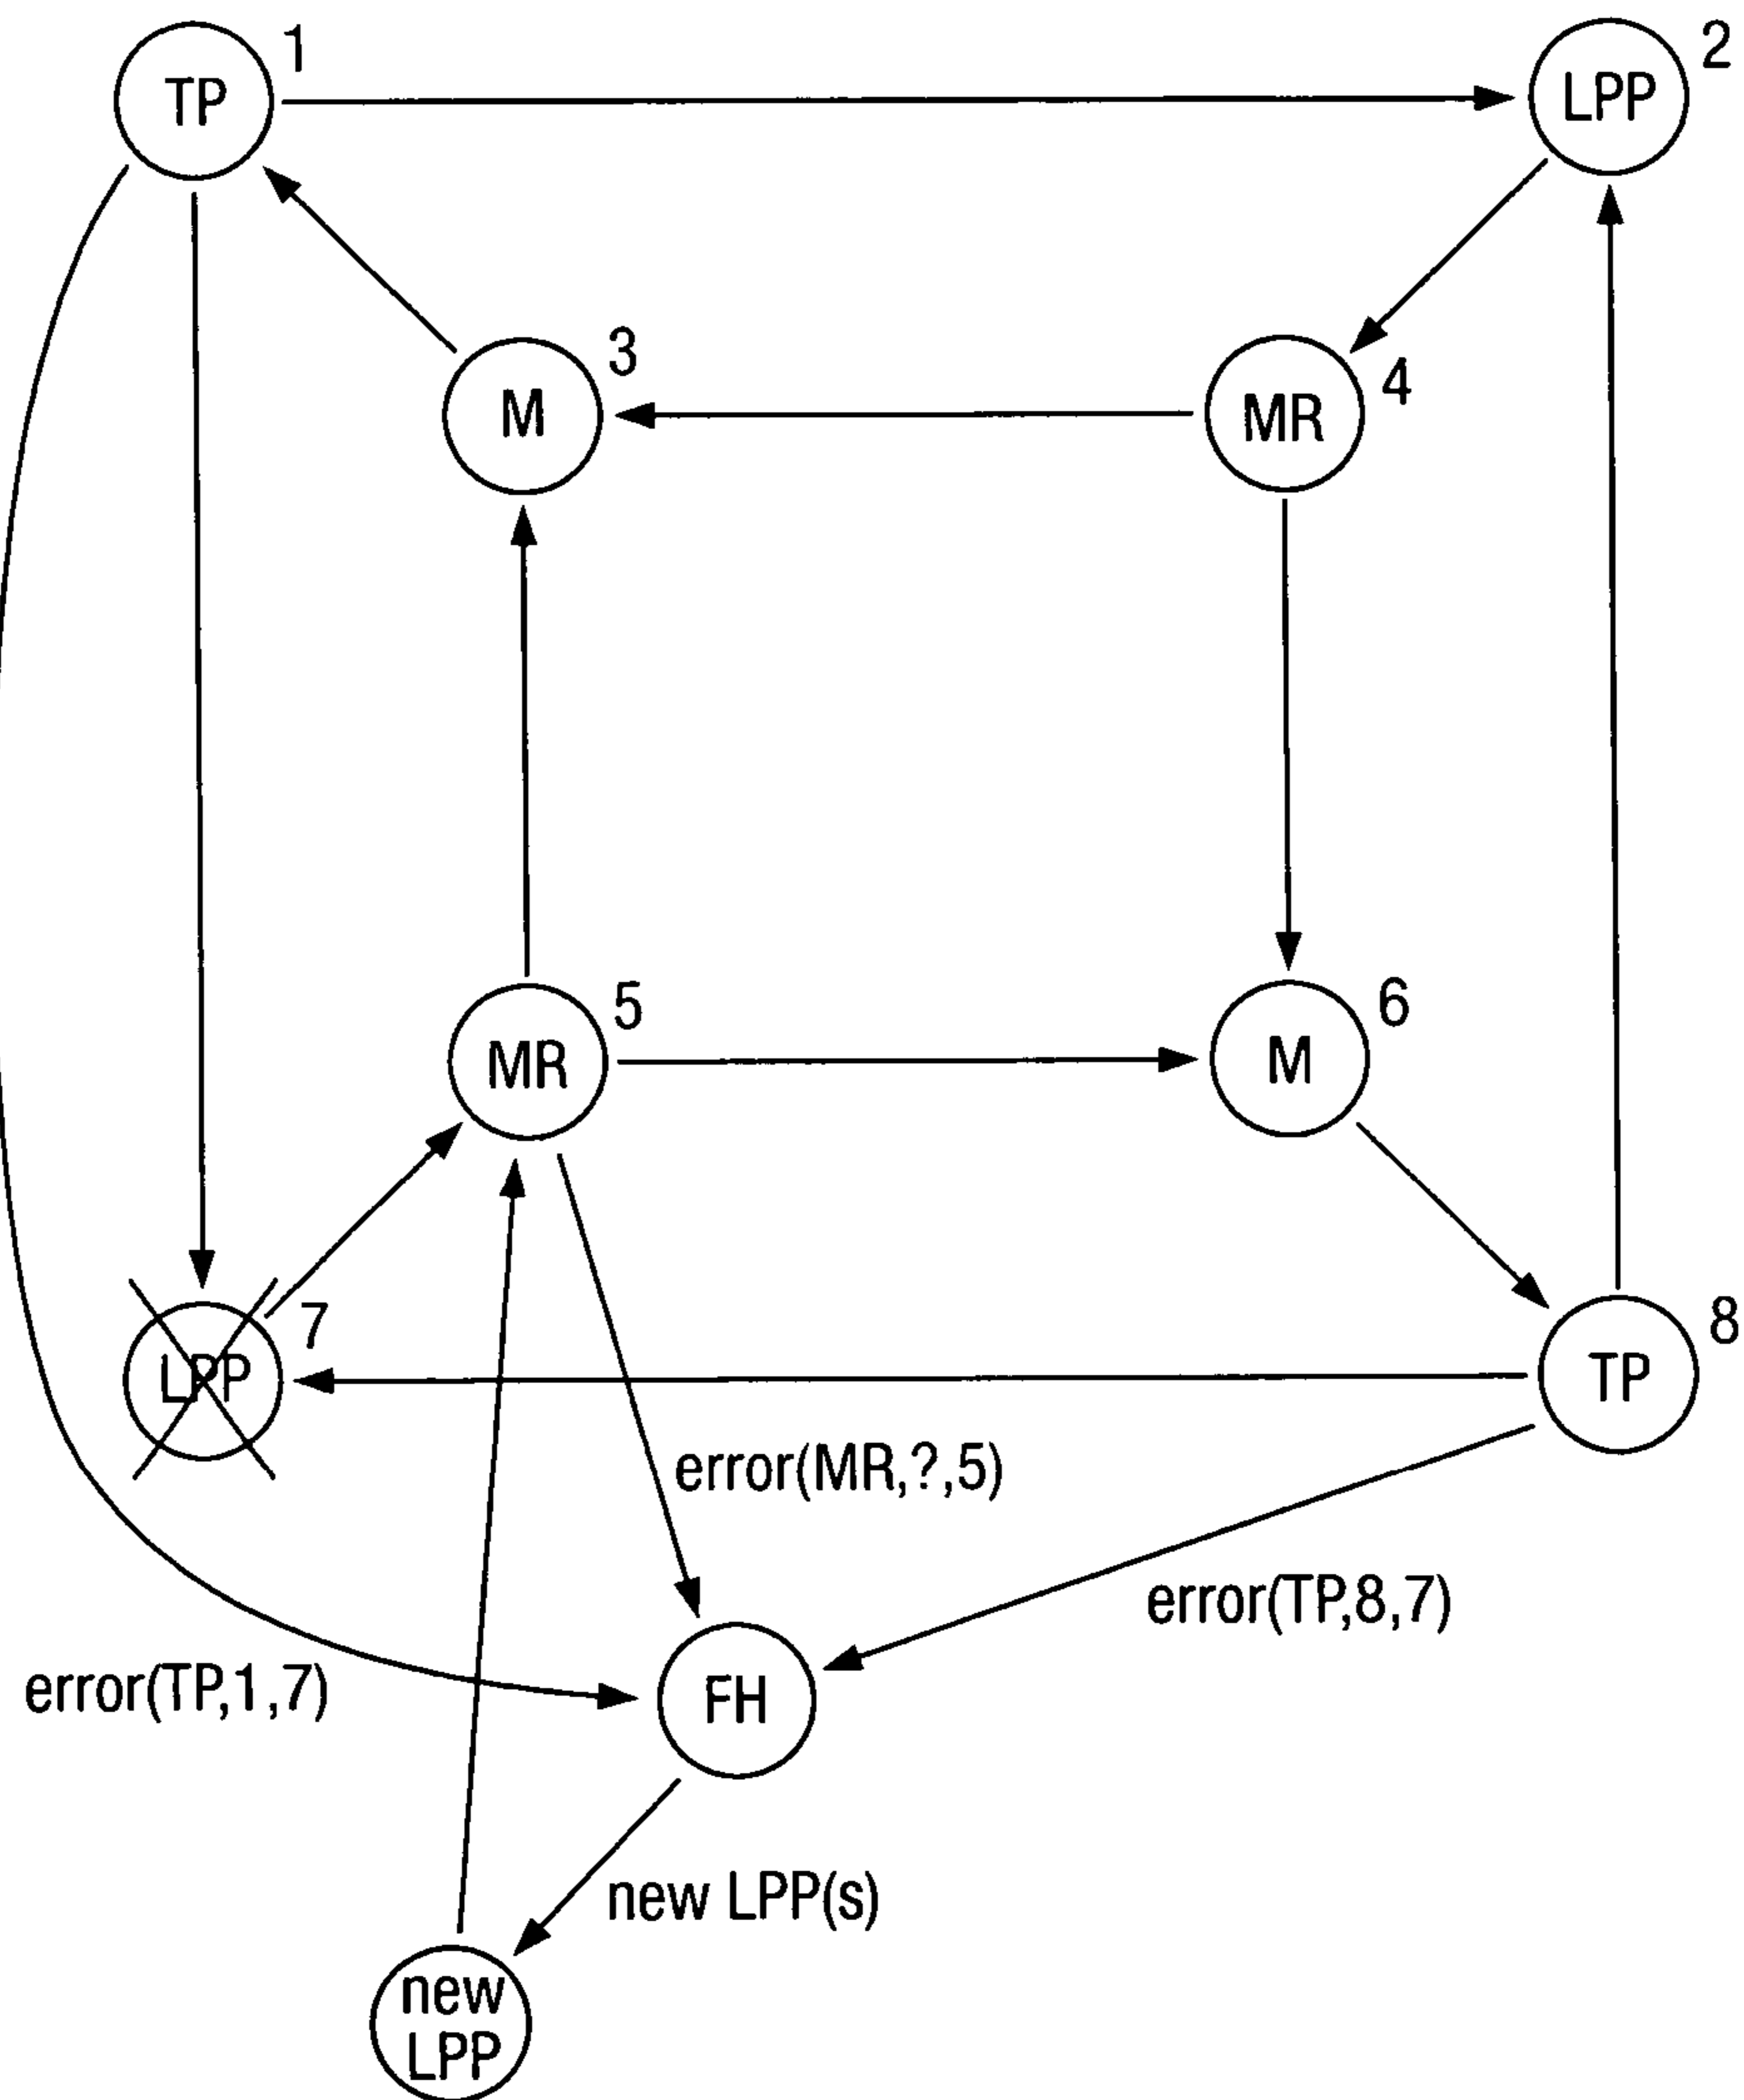 1
TP
2
LPP
3
M
4
MR
5
MR
6
M
7
LPP
8
TP
error(MR,?,5)
error(TP,8,7)
error(TP,1,7)
FH
new LPP(s)
new
LPP